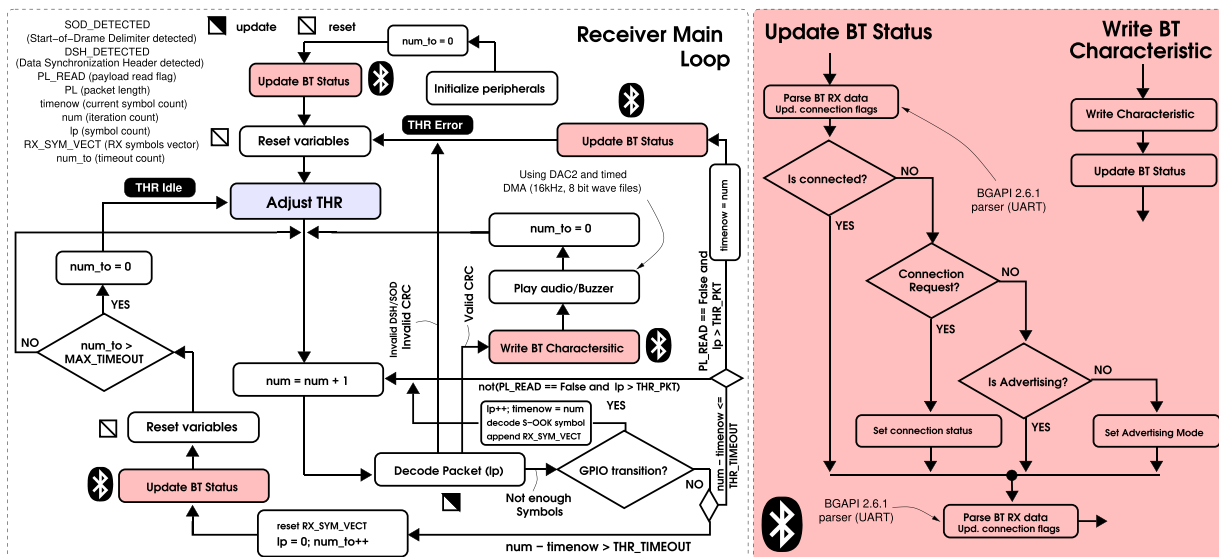 SOD_DETECTED
(Start-of-Drame Delimiter detected)
DSH_DETECTED
(Data Synchronization Header detected)
PL_READ (payload read flag)
PL (packet length)
timenow (current symbol count)
num (iteration count)
lp (symbol count)
RX_SYM_VECT (RX symbols vector)
num_to (timeout count)
update
reset
Receiver Main
Loop
num_to = 0
Initialize peripherals
Update BT Status
Reset variables
THR Error
Update BT Status
THR Idle
Adjust THR
Using DAC2 and timed
DMA (16kHz, 8 bit wave files)
timenow = num
num_to = 0
num_to = 0
Play audio/Buzzer
YES
NO
num_to >
MAX_TIMEOUT
Invalid DSH/SOD
Invalid CRC
Valid CRC
Write BT Charactersitic
PL_READ == False and
lp > THR_PKT
num = num + 1
not(PL_READ == False and lp > THR_PKT)
lp++; timenow = num
decode S-OOK symbol
append RX_SYM_VECT
YES
num - timenow <=
THR_TIMEOUT
Reset variables
Decode Packet (lp)
GPIO transition?
NO
Not enough
Symbols
Update BT Status
reset RX_SYM_VECT
lp = 0; num_to++
num - timenow > THR_TIMEOUT
Update BT Status
Parse BT RX data
Upd. connection flags
Is connected?
NO
YES
BGAPI 2.6.1
parser (UART)
Connection
Request?
NO
YES
Is Advertising?
NO
YES
Set connection status
Set Advertising Mode
BGAPI 2.6.1
parser (UART)
Parse BT RX data
Upd. connection flags
Write BT
Characteristic
Write Characteristic
Update BT Status